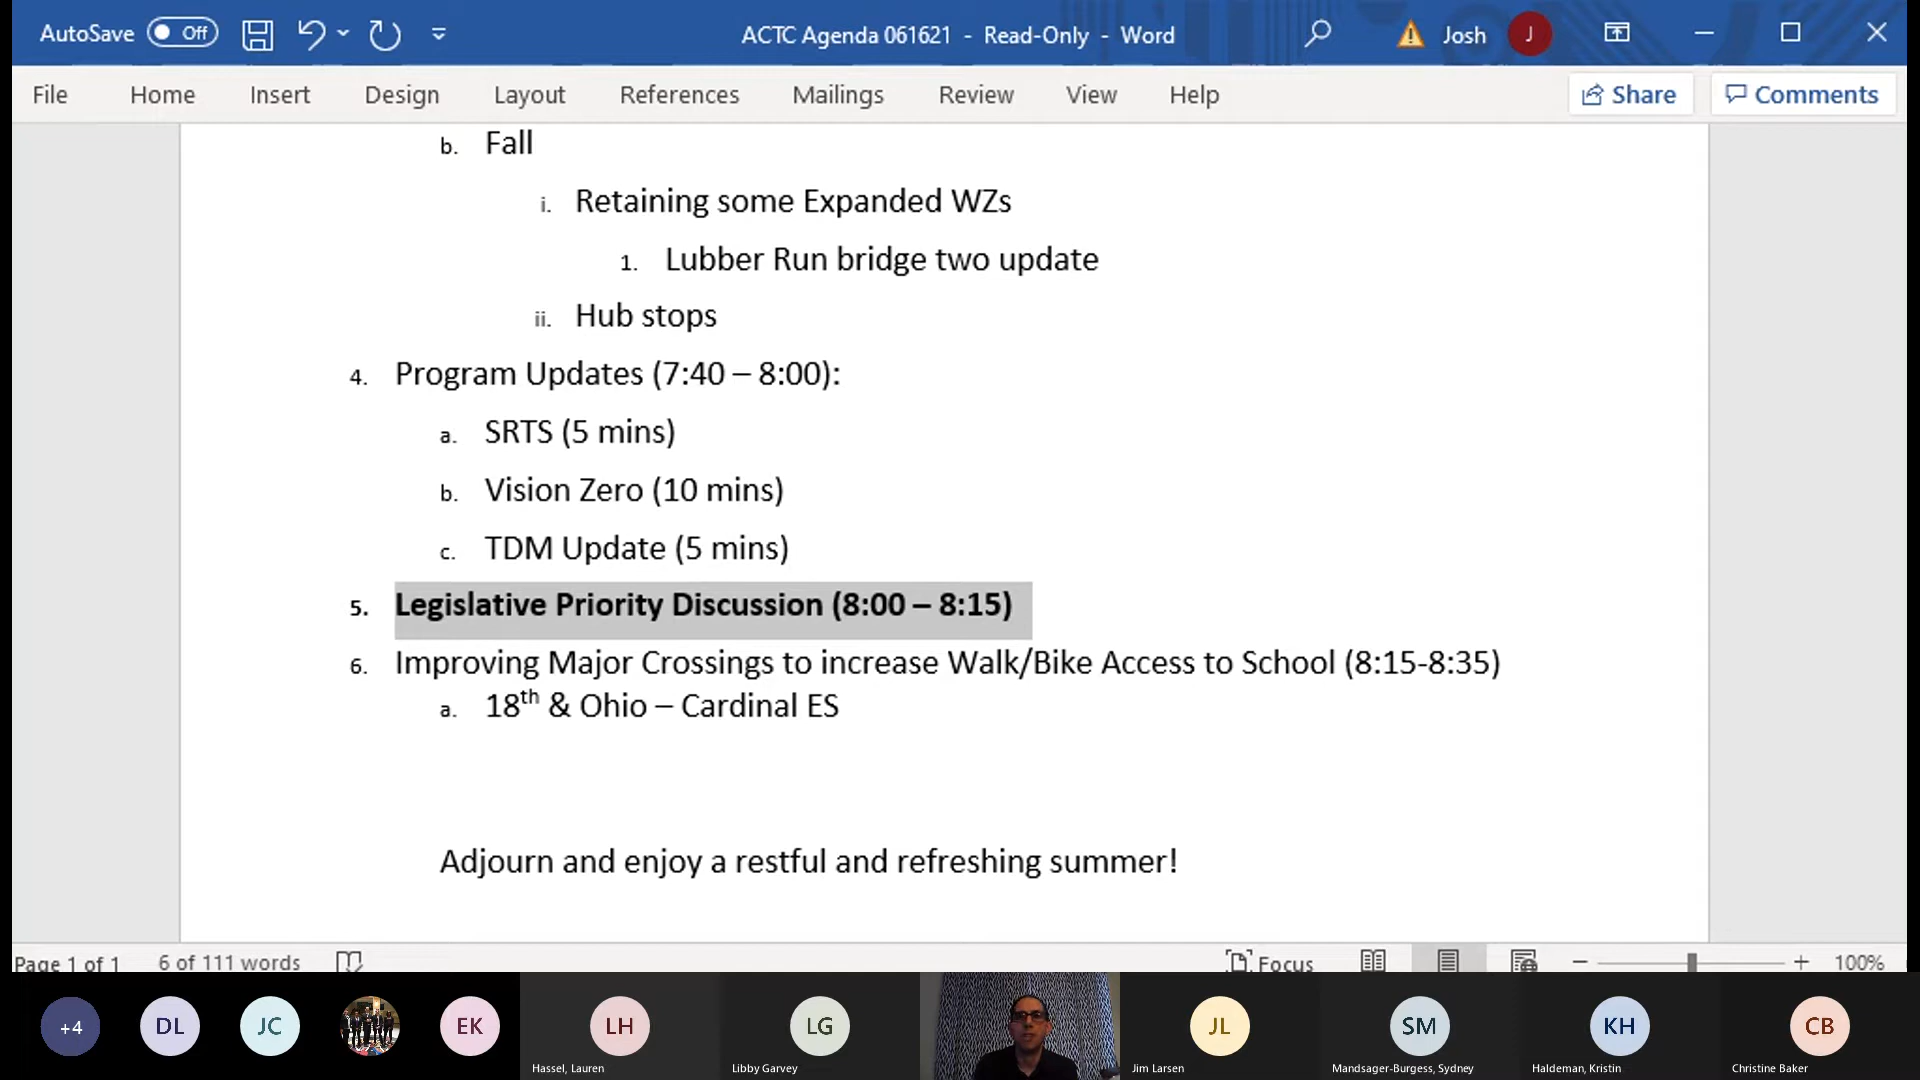 AutoSave Off
ACTC Agenda 061621 - Read-Only - Word
Josh J
File Home Insert Design Layout References Mailings Review View Help
Share Comments
b. Fall
i. Retaining some Expanded WZs
1. Lubber Run bridge two update
ii. Hub stops
4. Program Updates (7:40 – 8:00):
a. SRTS (5 mins)
b. Vision Zero (10 mins)
c. TDM Update (5 mins)
5. Legislative Priority Discussion (8:00 – 8:15)
6. Improving Major Crossings to increase Walk/Bike Access to School (8:15-8:35)
a. 18th & Ohio – Cardinal ES
Adjourn and enjoy a restful and refreshing summer!
Page 1 of 1 6 of 111 words Focus 100%
+4 DL JC EK LH LG JL SM KH CB
Hassel, Lauren Libby Garvey Jim Larsen Mandsager-Burgess, Sydney Haldeman, Kristin Christine Baker